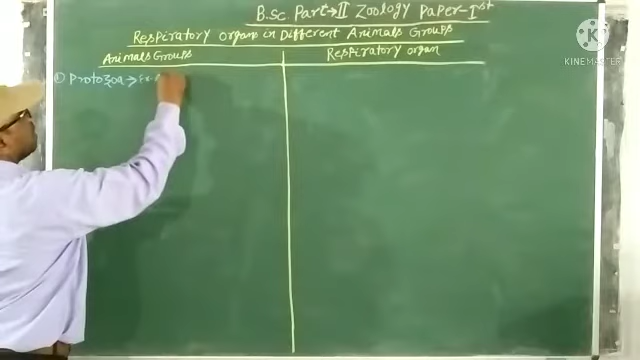 B.Sc. Part→II Zoology Paper-Ist
Respiratory Organs in Different Animals Groups
Animals Groups
Respiratory organ
① Protozoa→Ex-
KINEMASTER